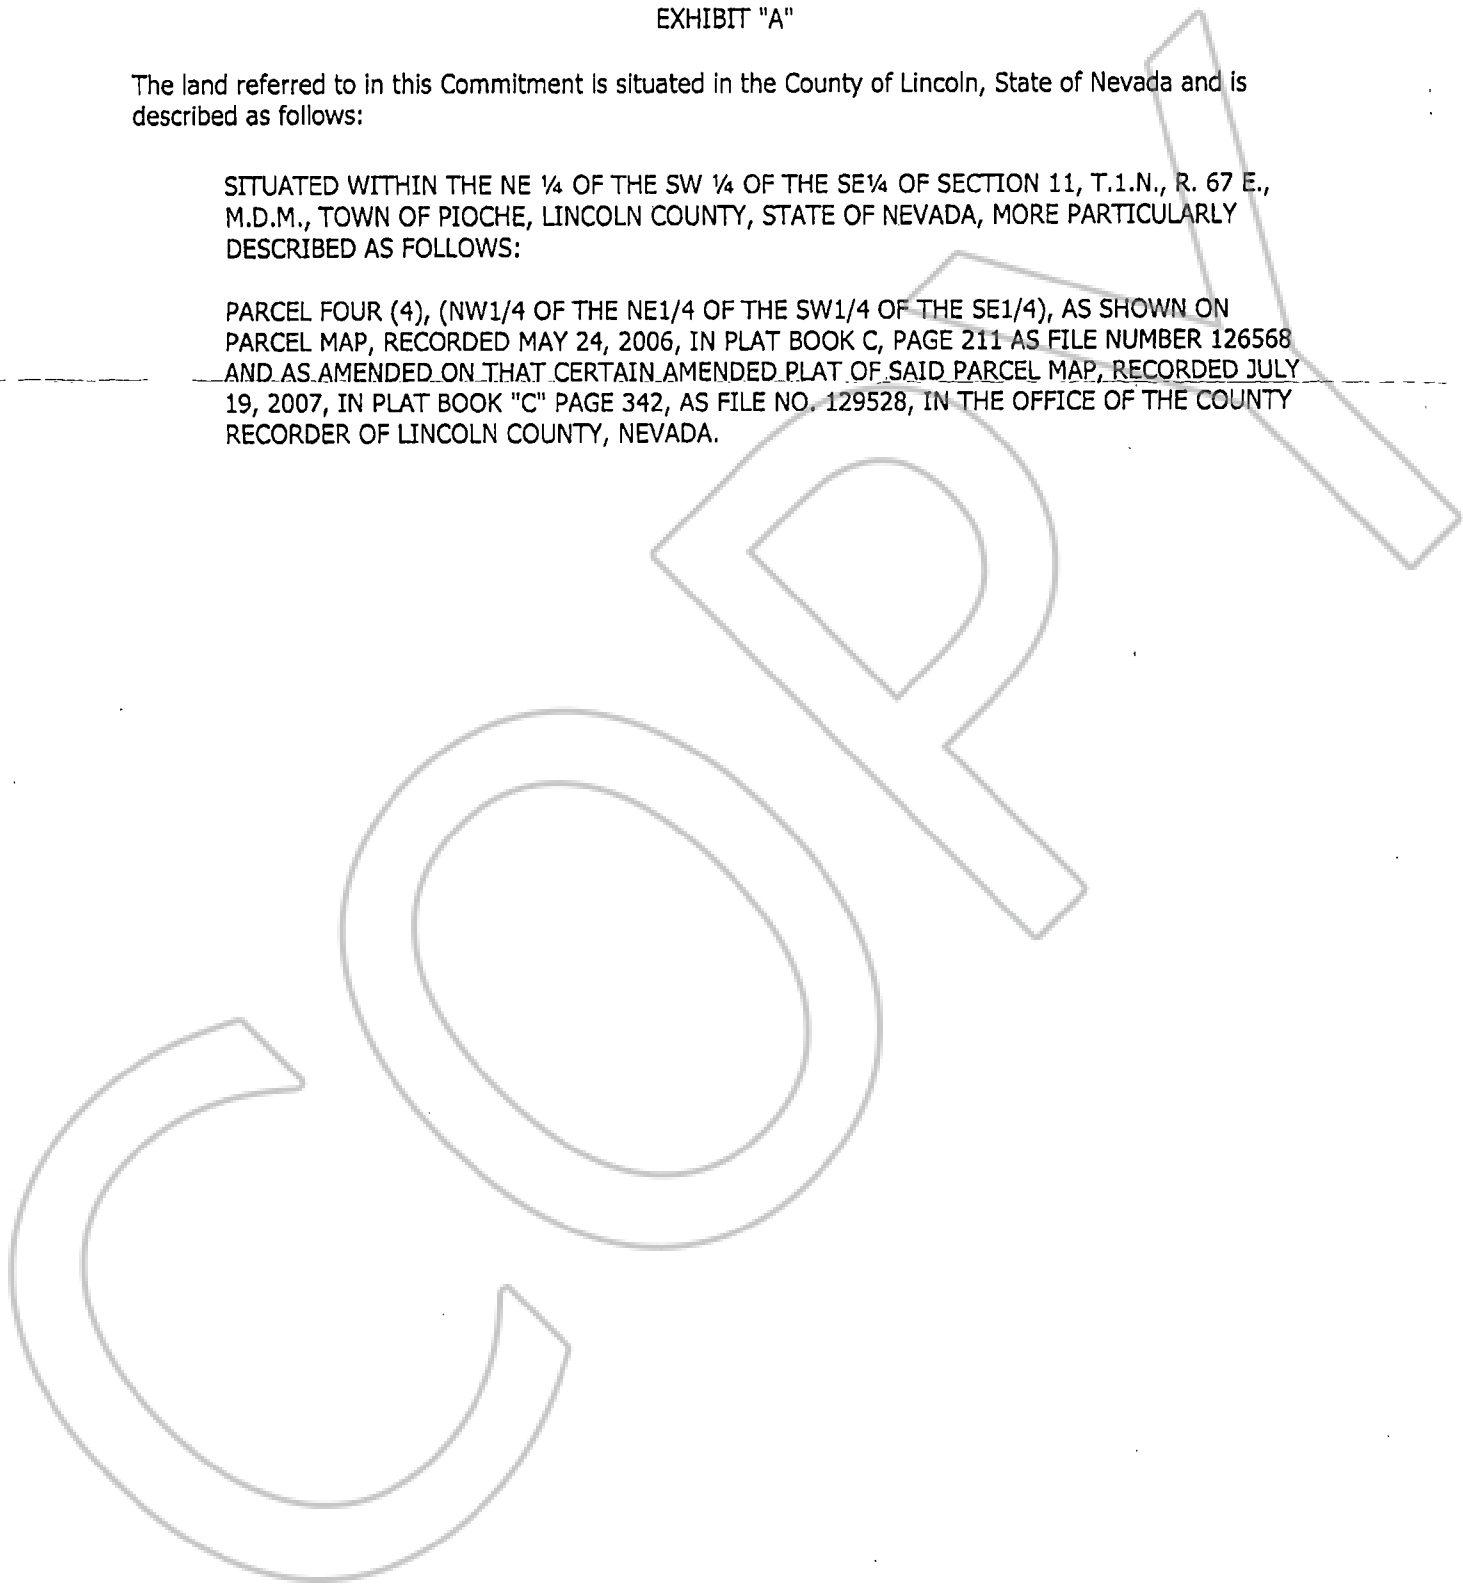 EXHIBIT "A"
The land referred to in this Commitment is situated in the County of Lincoln, State of Nevada and is
described as follows:
SITUATED WITHIN THE NE ¼ OF THE SW ¼ OF THE SE¼ OF SECTION 11, T.1.N., R. 67 E.,
M.D.M., TOWN OF PIOCHE, LINCOLN COUNTY, STATE OF NEVADA, MORE PARTICULARLY
DESCRIBED AS FOLLOWS:
PARCEL FOUR (4), (NW1/4 OF THE NE1/4 OF THE SW1/4 OF THE SE1/4), AS SHOWN ON
PARCEL MAP, RECORDED MAY 24, 2006, IN PLAT BOOK C, PAGE 211 AS FILE NUMBER 126568
AND AS AMENDED ON THAT CERTAIN AMENDED PLAT OF SAID PARCEL MAP, RECORDED JULY
19, 2007, IN PLAT BOOK "C" PAGE 342, AS FILE NO. 129528, IN THE OFFICE OF THE COUNTY
RECORDER OF LINCOLN COUNTY, NEVADA.
COPY